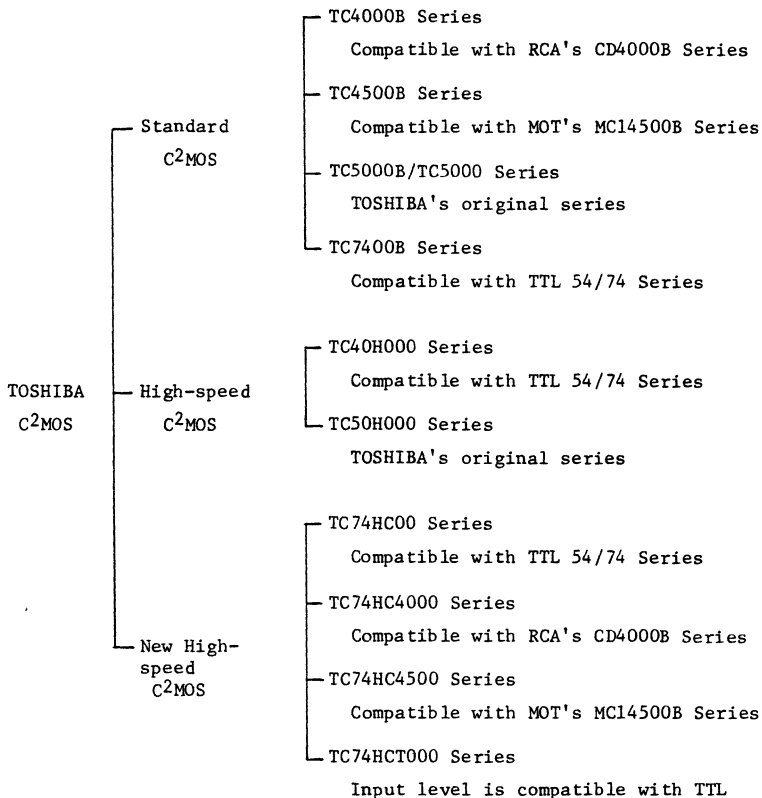 TOSHIBA
C2MOS
Standard
C2MOS
TC4000B Series
Compatible with RCA's CD4000B Series
TC4500B Series
Compatible with MOT's MC14500B Series
TC5000B/TC5000 Series
TOSHIBA's original series
TC7400B Series
Compatible with TTL 54/74 Series
High-speed
C2MOS
TC40H000 Series
Compatible with TTL 54/74 Series
TC50H000 Series
TOSHIBA's original series
New High-
speed
C2MOS
TC74HC00 Series
Compatible with TTL 54/74 Series
TC74HC4000 Series
Compatible with RCA's CD4000B Series
TC74HC4500 Series
Compatible with MOT's MC14500B Series
TC74HCT000 Series
Input level is compatible with TTL